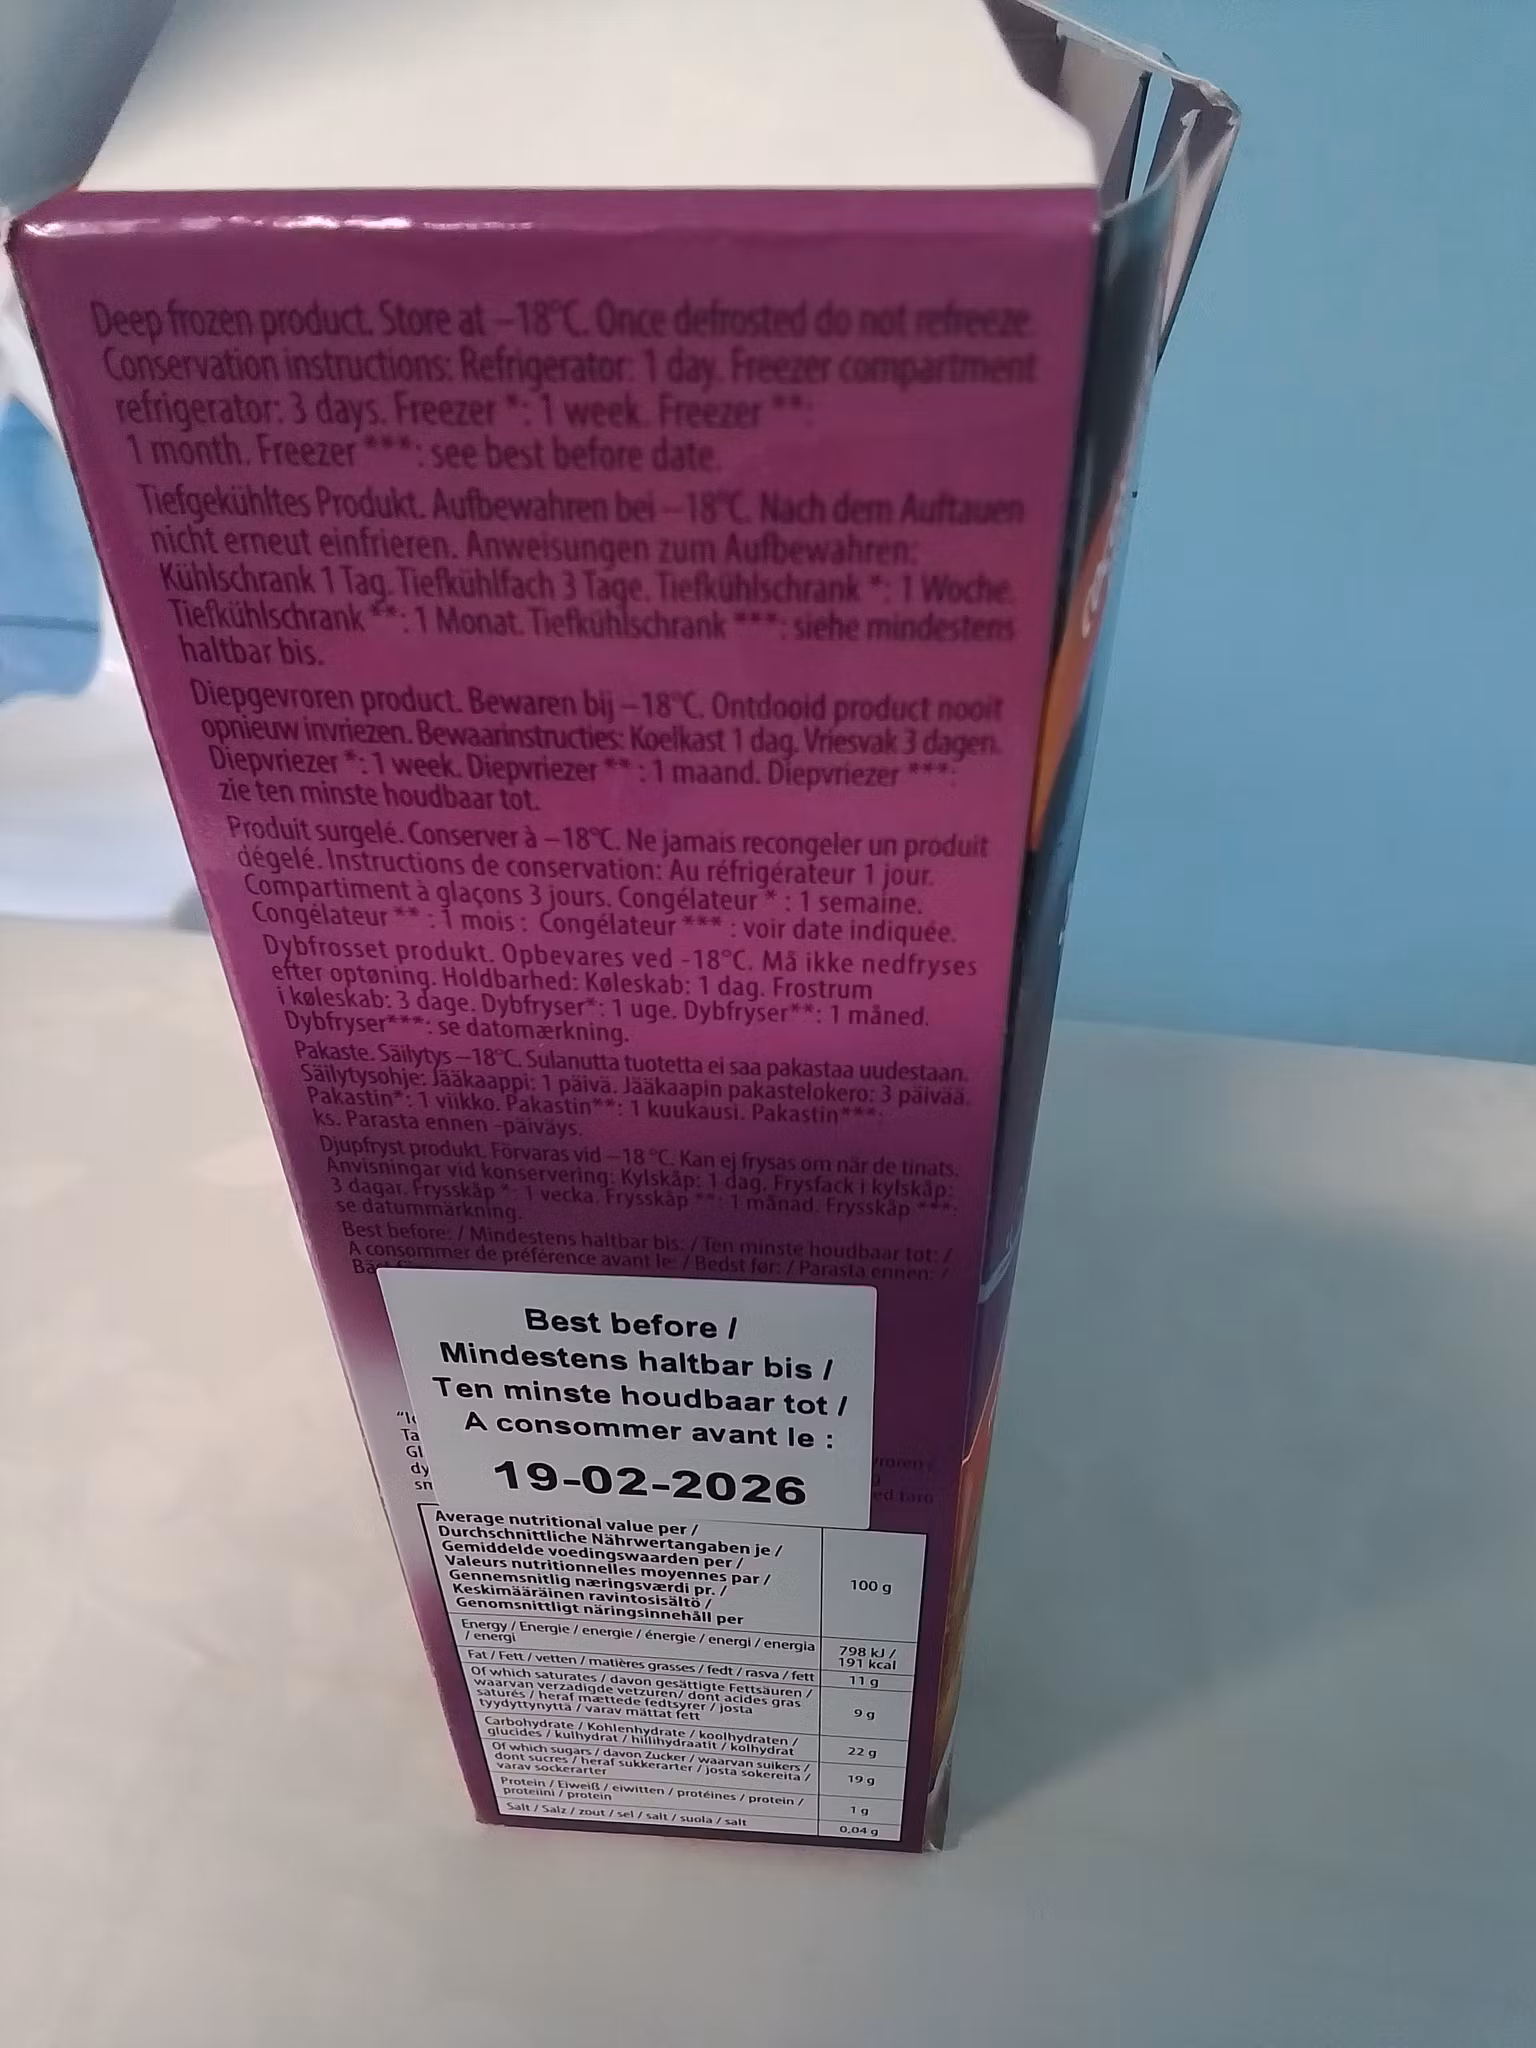 Deep frozen product. Store at –18°C. Once defrosted do not refreeze.
Conservation instructions: Refrigerator: 1 day. Freezer compartment
refrigerator: 3 days. Freezer *: 1 week. Freezer **:
1 month. Freezer ***: see best before date.
Tiefgekühltes Produkt. Aufbewahren bei –18°C. Nach dem Auftauen
nicht erneut einfrieren. Anweisungen zum Aufbewahren:
Kühlschrank 1 Tag. Tiefkühlfach 3 Tage. Tiefkühlschrank *: 1 Woche.
Tiefkühlschrank **: 1 Monat. Tiefkühlschrank ***: siehe mindestens
haltbar bis.
Diepgevroren product. Bewaren bij –18°C. Ontdooid product nooit
opnieuw invriezen. Bewaarinstructies: Koelkast 1 dag. Vriesvak 3 dagen.
Diepvriezer *: 1 week. Diepvriezer ** : 1 maand. Diepvriezer ***:
zie ten minste houdbaar tot.
Produit surgelé. Conserver à –18°C. Ne jamais recongeler un produit
dégelé. Instructions de conservation: Au réfrigérateur 1 jour.
Compartiment à glaçons 3 jours. Congélateur * : 1 semaine.
Congélateur ** : 1 mois : Congélateur *** : voir date indiquée.
Dybfrosset produkt. Opbevares ved -18°C. Må ikke nedfryses
efter optøning. Holdbarhed: Køleskab: 1 dag. Frostrum
i køleskab: 3 dage. Dybfryser*: 1 uge. Dybfryser**: 1 måned.
Dybfryser***: se datomærkning.
Pakaste. Säilytys –18°C. Sulanutta tuotetta ei saa pakastaa uudestaan.
Säilytysohje: Jääkaappi: 1 päivä. Jääkaapin pakastelokero: 3 päivää.
Pakastin*: 1 viikko. Pakastin**: 1 kuukausi. Pakastin***:
ks. Parasta ennen -päiväys.
Djupfryst produkt. Förvaras vid –18 °C. Kan ej frysas om når de tinats.
Anvisningar vid konservering: Kylskåp: 1 dag. Frysfack i kylskåp:
3 dagar. Frysskåp *: 1 vecka. Frysskåp **: 1 månad. Frysskåp ***:
se datummärkning.
Best before: / Mindestens haltbar bis: / Ten minste houdbaar tot: /
A consommer de préférence avant le: / Bedst før: / Parasta ennen: /
Best before /
Mindestens haltbar bis /
Ten minste houdbaar tot /
A consommer avant le :
19-02-2026
Average nutritional value per /
Durchschnittliche Nährwertangaben je /
Gemiddelde voedingswaarden per /
Valeurs nutritionnelles moyennes par /
Gennemsnitlig næringsværdi pr. /
Keskimääräinen ravintosisältö /
Genomsnittligt näringsinnehåll per
100 g
Energy / Energie / energie / énergie / energi / energia
/ energi
798 kJ /
191 kcal
Fat / Fett / vetten / matières grasses / fedt / rasva / fett
11 g
Of which saturates / davon gesättigte Fettsäuren /
waarvan verzadigde vetzuren/ dont acides gras
saturés / heraf mættede fedtsyrer / josta
tyydyttynyttä / varav mättat fett
9 g
Carbohydrate / Kohlenhydrate / koolhydraten /
glucides / kulhydrat / hiilihydraatit / kolhydrat
22 g
Of which sugars / davon Zucker / waarvan suikers /
dont sucres / heraf sukkerarter / josta sokereita /
varav sockerarter
19 g
Protein / Eiweiß / eiwitten / protéines / protein /
proteiini / protein
1 g
Salt / Salz / zout / sel / salt / suola / salt
0,04 g